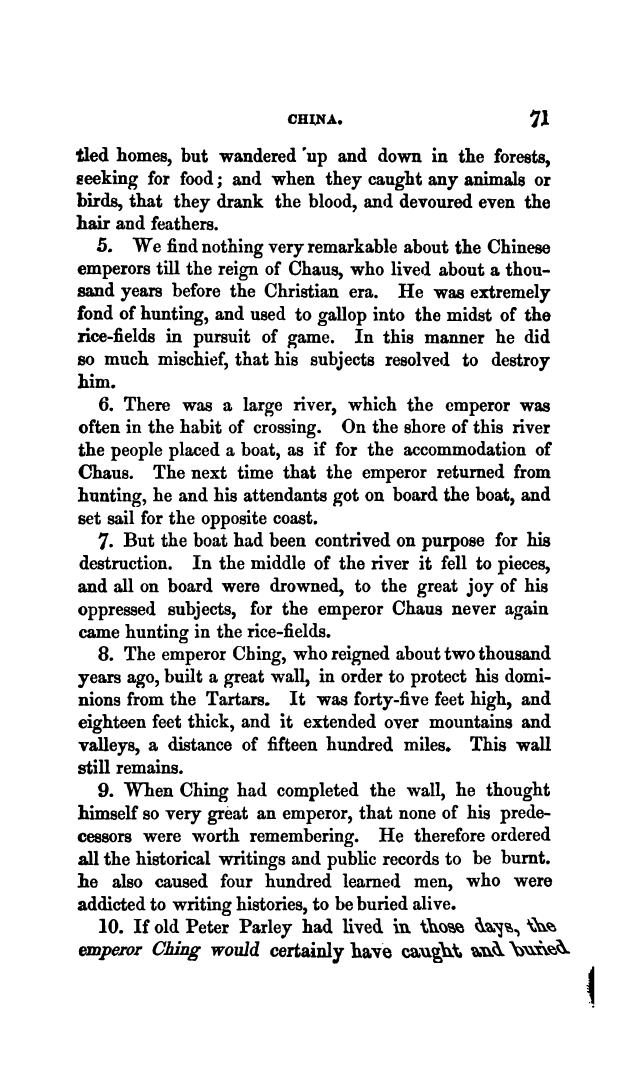 CHINA. 71
tled homes, but wandered 'up and down in the forests,
seeking for food; and when they caught any animals or
birds, that they drank the blood, and devoured even the
hair and feathers.
5. We find nothing very remarkable about the Chinese
emperors till the reign of Chaus, who lived about a thou-
sand years before the Christian era. He was extremely
fond of hunting, and used to gallop into the midst of the
rice-fields in pursuit of game. In this manner he did
so much mischief, that his subjects resolved to destroy
him.
6. There was a large river, which the emperor was
often in the habit of crossing. On the shore of this river
the people placed a boat, as if for the accommodation of
Chaus. The next time that the emperor returned from
hunting, he and his attendants got on board the boat, and
set sail for the opposite coast.
7. But the boat had been contrived on purpose for his
destruction. In the middle of the river it fell to pieces,
and all on board were drowned, to the great joy of his
oppressed subjects, for the emperor Chaus never again
came hunting in the rice-fields.
8. The emperor Ching, who reigned about two thousand
years ago, built a great wall, in order to protect his domi-
nions from the Tartars. It was forty-five feet high, and
eighteen feet thick, and it extended over mountains and
valleys, a distance of fifteen hundred miles. This wall
still remains.
9. When Ching had completed the wall, he thought
himself so very great an emperor, that none of his prede-
cessors were worth remembering. He therefore ordered
all the historical writings and public records to be burnt.
he also caused four hundred learned men, who were
addicted to writing histories, to be buried alive.
10. If old Peter Parley had lived in those days, the
emperor Ching would certainly have caught and buried